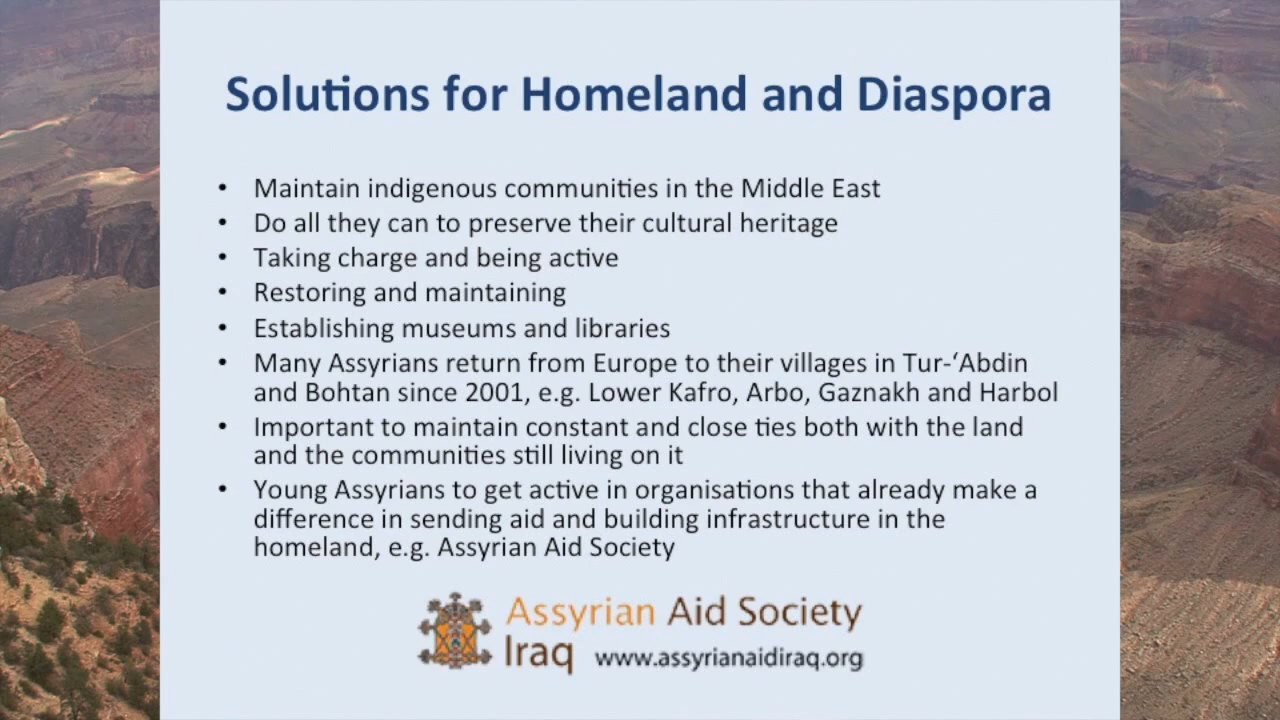 Solutions for Homeland and Diaspora
• Maintain indigenous communities in the Middle East
• Do all they can to preserve their cultural heritage
• Taking charge and being active
• Restoring and maintaining
• Establishing museums and libraries
• Many Assyrians return from Europe to their villages in Tur-‘Abdin
and Bohtan since 2001, e.g. Lower Kafro, Arbo, Gaznakh and Harbol
• Important to maintain constant and close ties both with the land
and the communities still living on it
• Young Assyrians to get active in organisations that already make a
difference in sending aid and building infrastructure in the
homeland, e.g. Assyrian Aid Society
Assyrian Aid Society
Iraq www.assyrianaidiraq.org